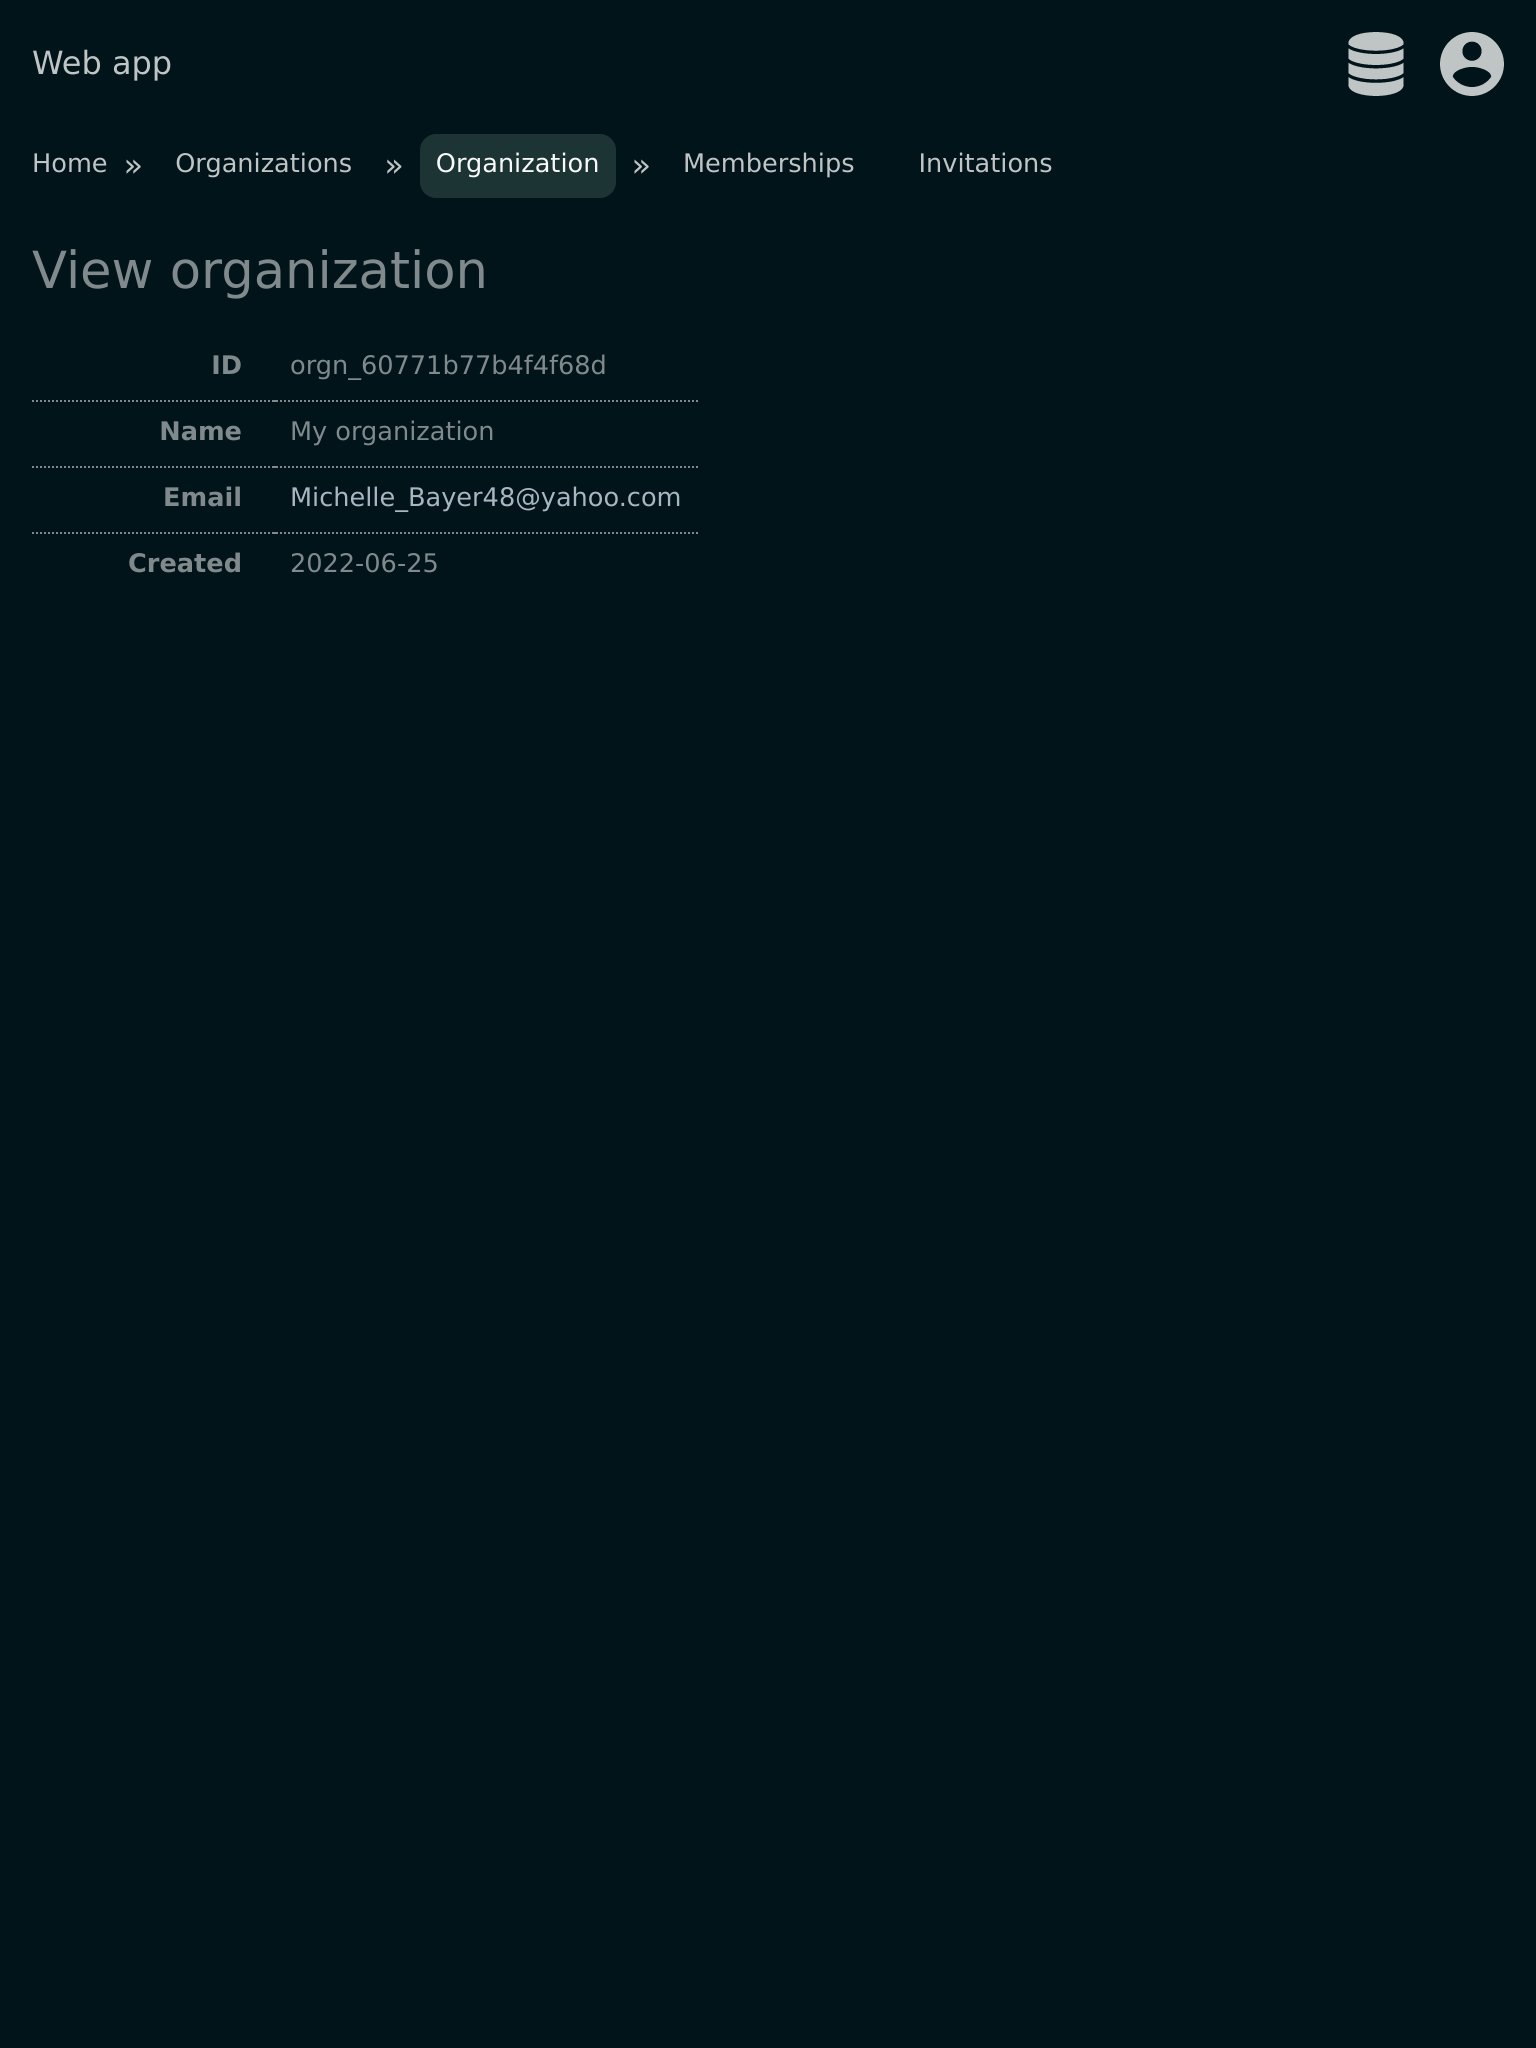 Web app
Home » Organizations » Organization » Memberships Invitations
View organization
ID orgn_60771b77b4f4f68d
Name My organization
Email Michelle_Bayer48@yahoo.com
Created 2022-06-25